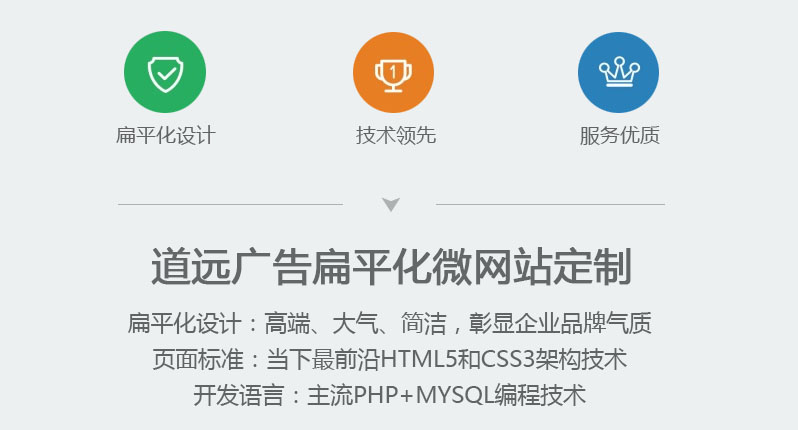 1
扁平化设计
技术领先
服务优质
道远广告扁平化微网站定制
扁平化设计：高端、大气、简洁，彰显企业品牌气质
页面标准：当下最前沿HTML5和CSS3架构技术
开发语言：主流PHP+MYSQL编程技术